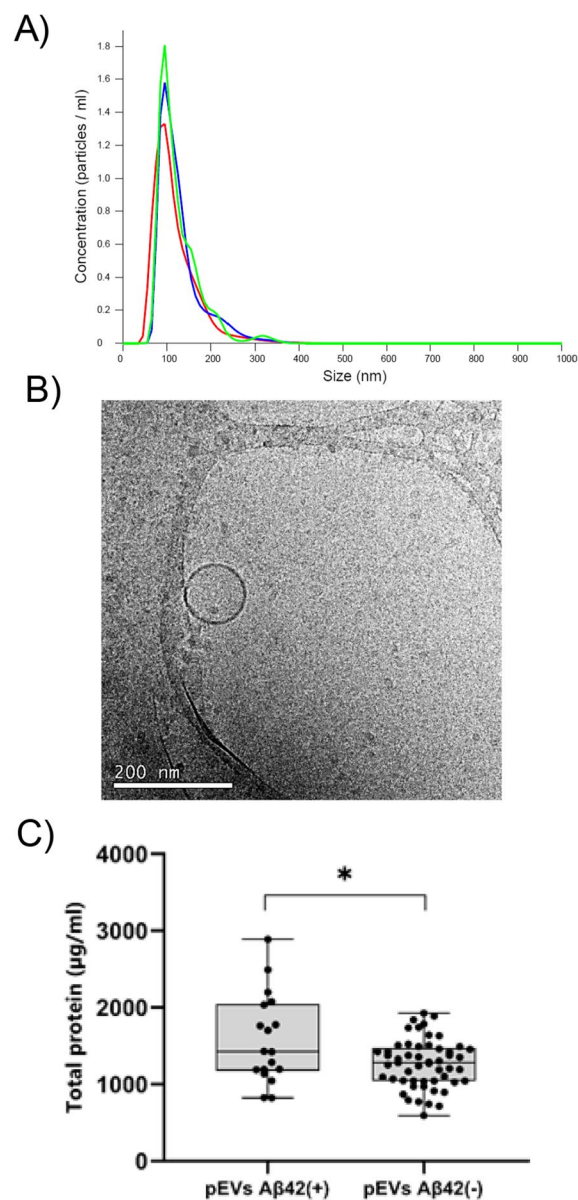 A)
Concentration (particles / ml)
1.8
1.6
1.4
1.2
1.0
0.8
0.6
0.4
0.2
0
0 100 200 300 400 500 600 700 800 900 1000
Size (nm)
B)
200 nm
C)
Total protein (µg/ml)
4000
3000
2000
1000
0
*
pEVs Aβ42(+) pEVs Aβ42(-)